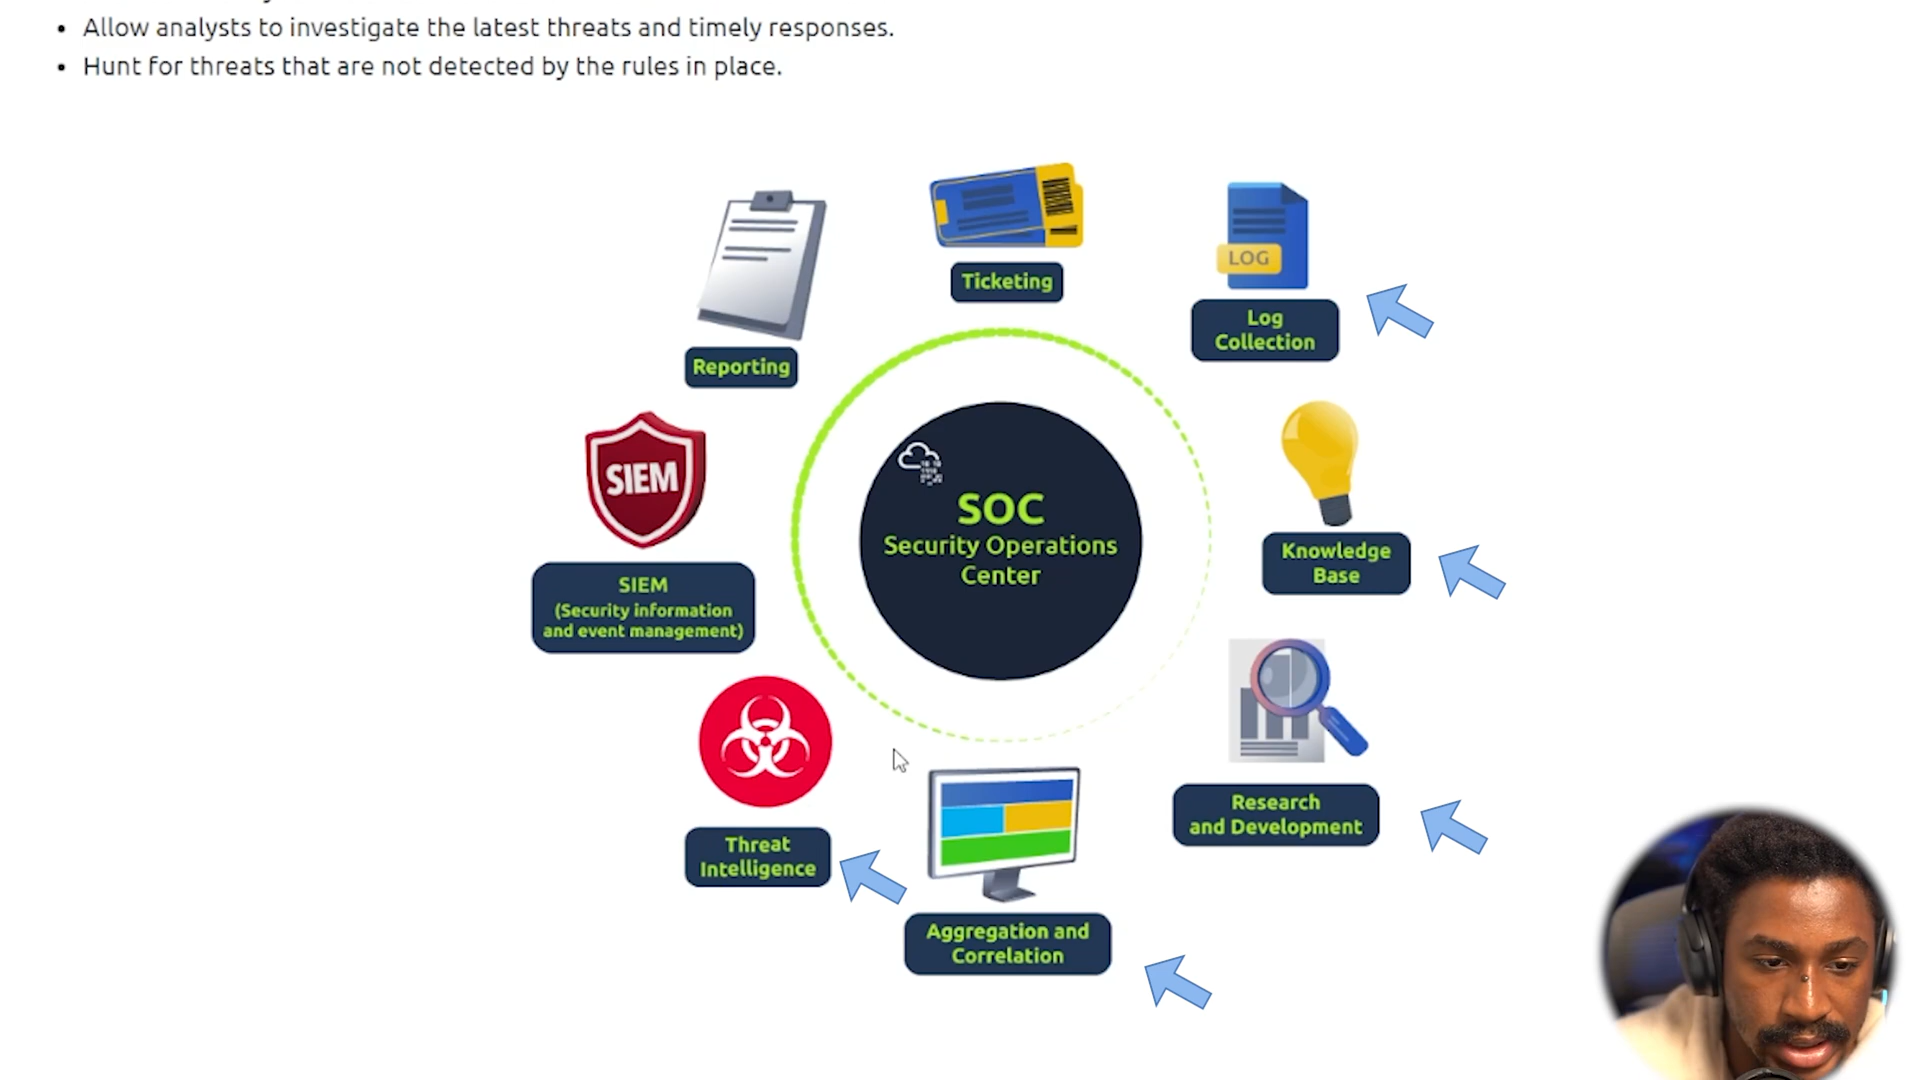 • Allow analysts to investigate the latest threats and timely responses.
• Hunt for threats that are not detected by the rules in place.
Ticketing
LOG
Log
Collection
Reporting
SIEM
SOC
Security Operations
Center
Knowledge
Base
SIEM
(Security information
and event management)
Research
and Development
Threat
Intelligence
Aggregation and
Correlation